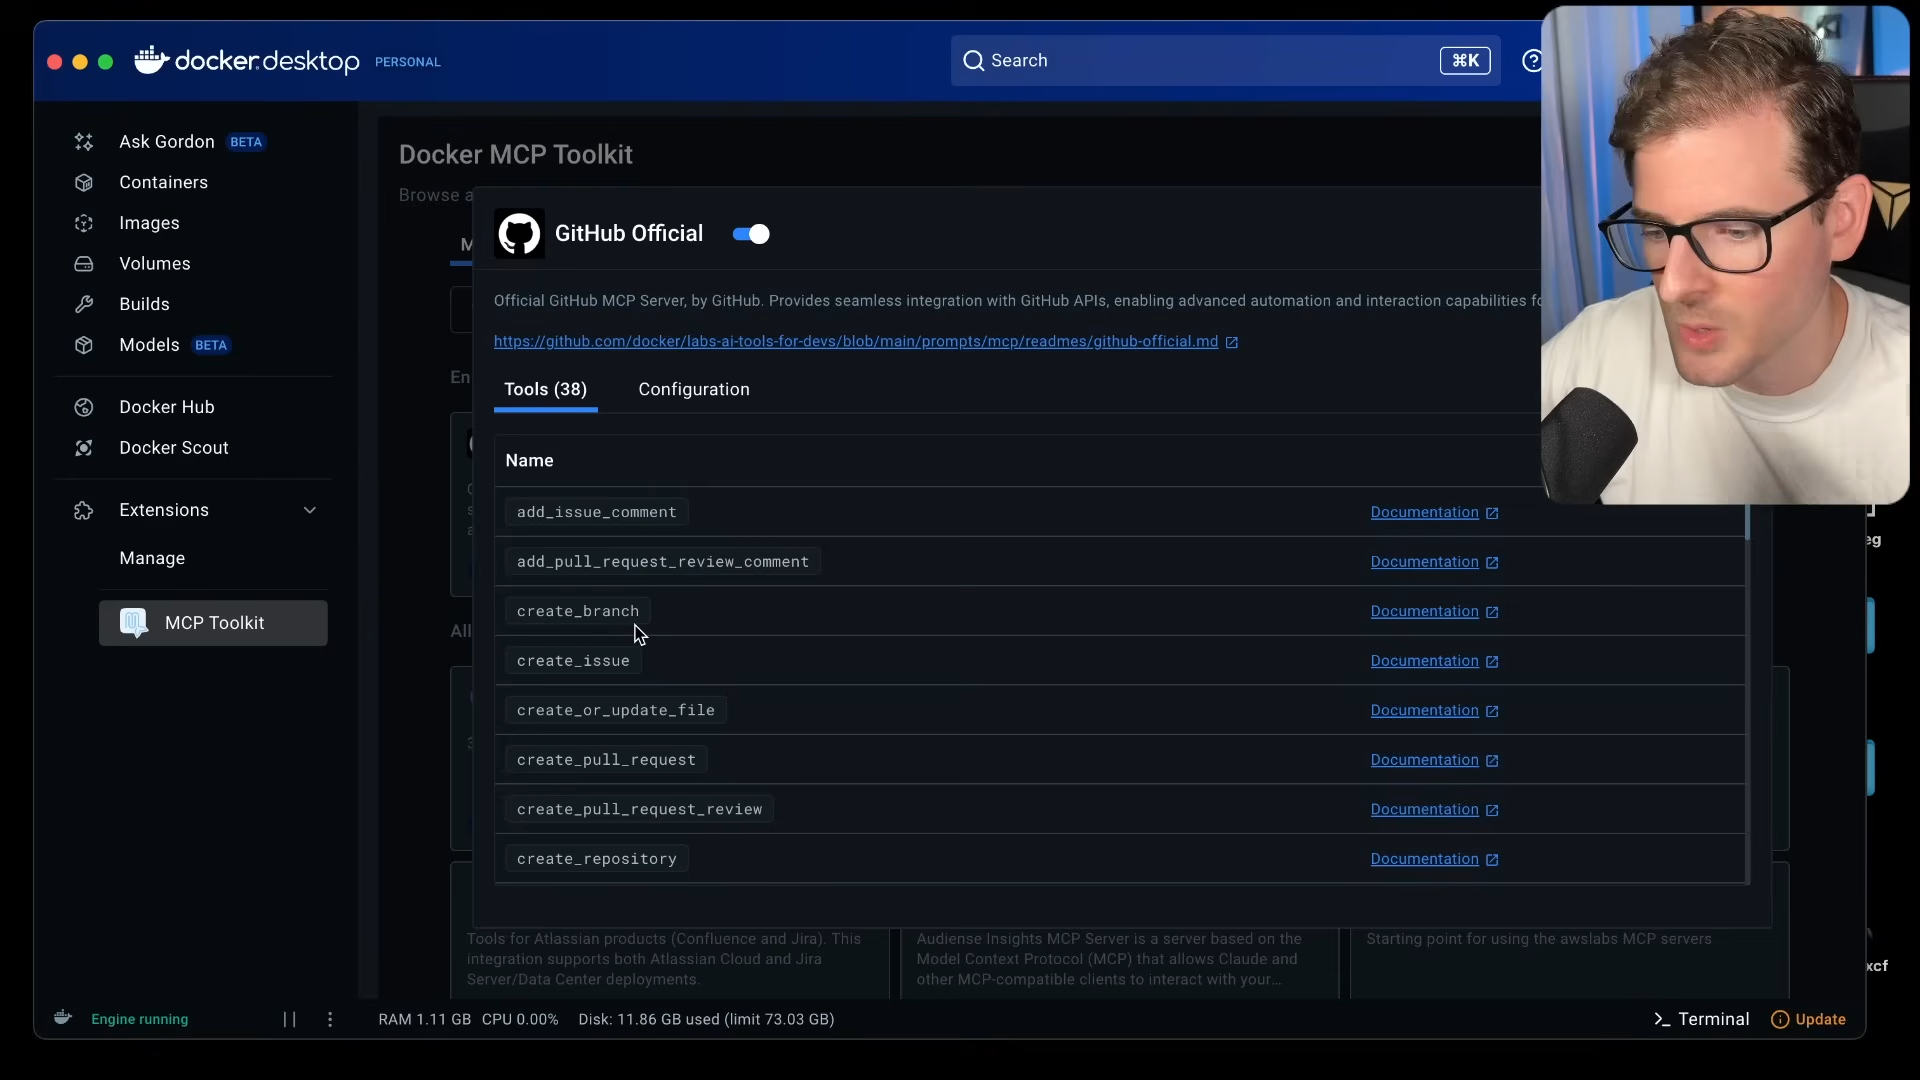 docker desktop PERSONAL
Search
⌘K
Ask Gordon BETA
Containers
Images
Volumes
Builds
Models BETA
Docker Hub
Docker Scout
Extensions
Manage
MCP Toolkit
Docker MCP Toolkit
Browse a
M
GitHub Official
Official GitHub MCP Server, by GitHub. Provides seamless integration with GitHub APIs, enabling advanced automation and interaction capabilities fo
https://github.com/docker/labs-ai-tools-for-devs/blob/main/prompts/mcp/readmes/github-official.md
En
Tools (38) Configuration
Name
add_issue_comment Documentation
add_pull_request_review_comment Documentation
create_branch Documentation
All
create_issue Documentation
create_or_update_file Documentation
create_pull_request Documentation
create_pull_request_review Documentation
create_repository Documentation
Tools for Atlassian products (Confluence and Jira). This
integration supports both Atlassian Cloud and Jira
Server/Data Center deployments.
Audiense Insights MCP Server is a server based on the
Model Context Protocol (MCP) that allows Claude and
other MCP-compatible clients to interact with your...
Starting point for using the awslabs MCP servers
eg
xcf
Engine running
RAM 1.11 GB CPU 0.00% Disk: 11.86 GB used (limit 73.03 GB)
Terminal
Update